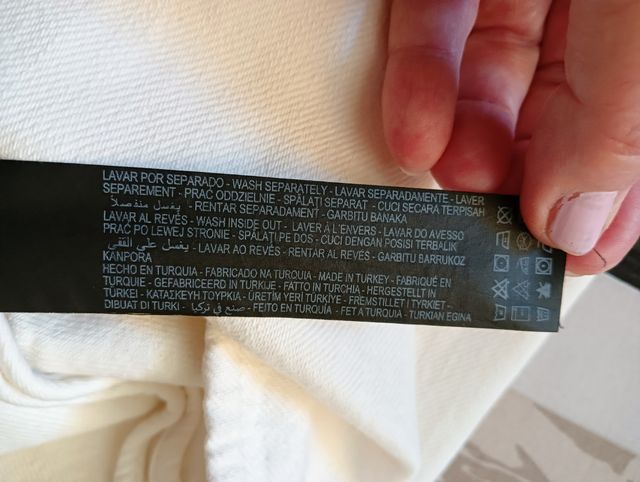 LAVAR POR SEPARADO - WASH SEPARATELY - LAVAR SEPARADAMENTE - LAVER
SEPAREMENT - PRAĆ ODDZIELNIE - SPĂLAȚI SEPARAT - CUCI SECARA TERPISAH
يغسل منفصلاً - RENTAR SEPARADAMENT - GARBITU BANAKA
LAVAR AL REVÉS - WASH INSIDE OUT - LAVER À L'ENVERS - LAVAR DO AVESSO
PRAĆ PO LEWEJ STRONIE - SPĂLAȚI PE DOS - CUCI DENGAN POSISI TERBALIK
يغسل على القفى - LAVAR AO REVÉS - RENTAR AL REVÉS - GARBITU BARRUKOZ
KANPORA
HECHO EN TURQUIA - FABRICADO NA TURQUIA - MADE IN TURKEY - FABRIQUÉ EN
TURQUIE - GEFABRICEERD IN TURKIJE - FATTO IN TURCHIA - HERGESTELLT IN
TÜRKEI - ΚΑΤΑΣΚΕΥΗ ΤΟΥΡΚΙΑ - ÜRETİM YERİ TÜRKİYE - FREMSTILLET I TYRKIET -
DIBUAT DI TURKI - صنع في تركيا - FEITO EN TURQUÍA - FET A TURQUIA - TURKIAN EGINA